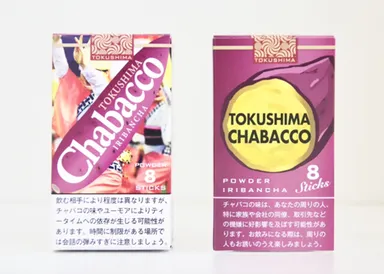 TOKUSHIMA
Chabacco
TOKUSHIMA
IRIBANCHA
POWDER
8
STICKS
飲む相手により程度は異なりますが、
チャバコの味やユーモアによりティ
ータイムへの依存が生じる可能性が
あります。時間に制限がある場所で
は会話の弾みすぎに注意しましょう。
TOKUSHIMA
TOKUSHIMA
CHABACCO
POWDER
IRIBANCHA
8
Sticks
チャバコの味は、あなたの周りの人、
特に家族や会社の同僚、取引先など
の機嫌に好影響を及ぼす可能性があ
ります。お飲みになる際は、周りの
人もお誘いのうえ楽しみましょう。